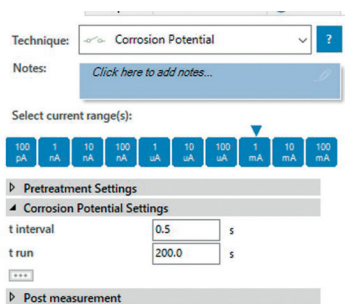 Technique: Corrosion Potential ?
Notes: Click here to add notes...
Select current range(s):
100 pA 1 nA 10 nA 100 nA 1 uA 10 uA 100 uA 1 mA 10 mA 100 mA
Pretreatment Settings
Corrosion Potential Settings
t interval 0.5 s
t run 200.0 s
Post measurement